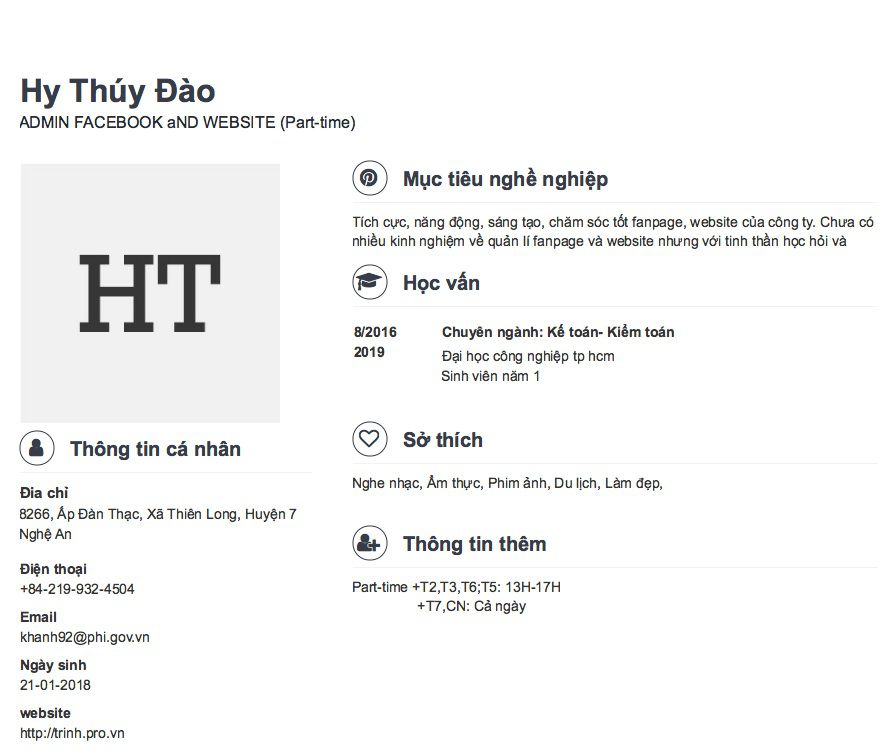 Hy Thúy Đào
ADMIN FACEBOOK aND WEBSITE (Part-time)
HT
Thông tin cá nhân
Đia chỉ
8266, Ấp Đàn Thạc, Xã Thiên Long, Huyện 7
Nghệ An
Điện thoại
+84-219-932-4504
Email
khanh92@phi.gov.vn
Ngày sinh
21-01-2018
website
http://trinh.pro.vn
Mục tiêu nghề nghiệp
Tích cực, năng động, sáng tạo, chăm sóc tốt fanpage, website của công ty. Chưa có
nhiều kinh nghiệm về quản lí fanpage và website nhưng với tinh thần học hỏi và
Học vấn
8/2016 Chuyên ngành: Kế toán- Kiểm toán
2019
Đại học công nghiệp tp hcm
Sinh viên năm 1
Sở thích
Nghe nhạc, Ẩm thực, Phim ảnh, Du lịch, Làm đẹp,
Thông tin thêm
Part-time +T2,T3,T6;T5: 13H-17H
+T7,CN: Cả ngày